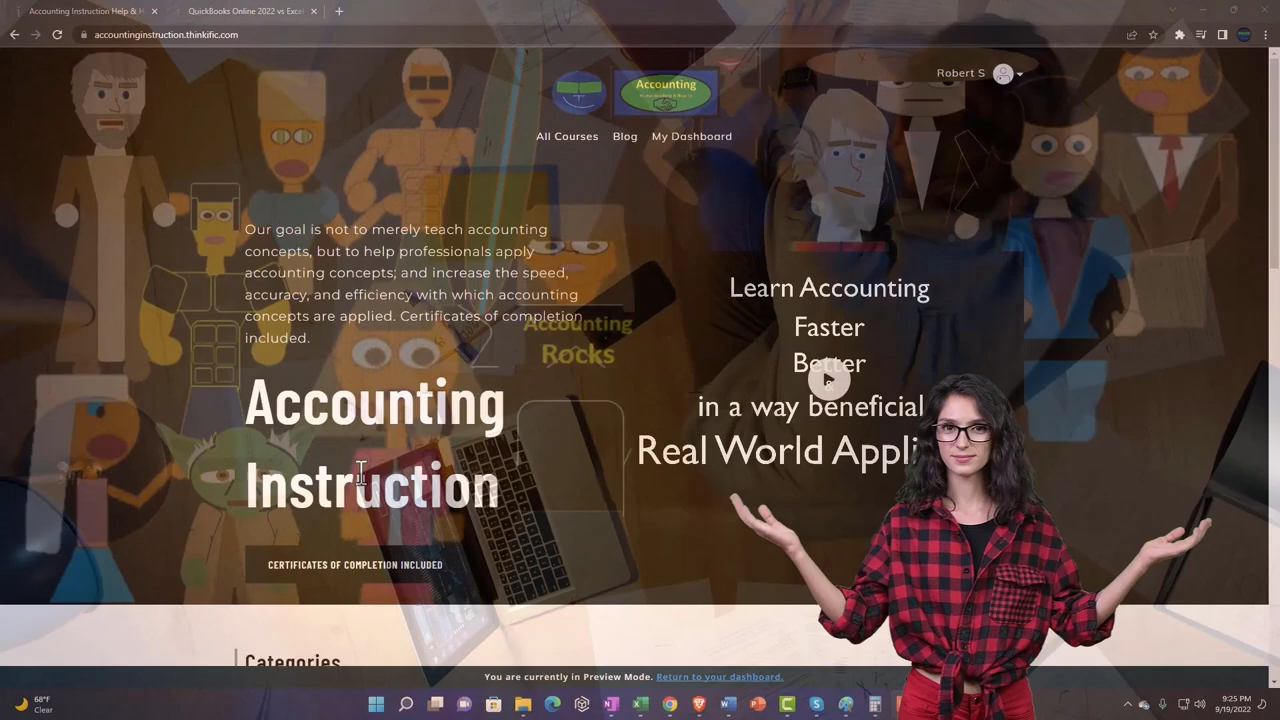 Accounting Instruction Help & H
QuickBooks Online 2022 vs Exce
accountinginstruction.thinkific.com
Accounting
Robert S
All Courses Blog My Dashboard
Our goal is not to merely teach accounting
concepts, but to help professionals apply
accounting concepts; and increase the speed,
accuracy, and efficiency with which accounting
concepts are applied. Certificates of completion
included.
Accounting
Rocks
Learn Accounting
Faster
Better
&
in a way beneficial
Real World Appli
Accounting
Instruction
CERTIFICATES OF COMPLETION INCLUDED
Categories
You are currently in Preview Mode. Return to your dashboard.
68°F
Clear
9:25 PM
9/19/2022